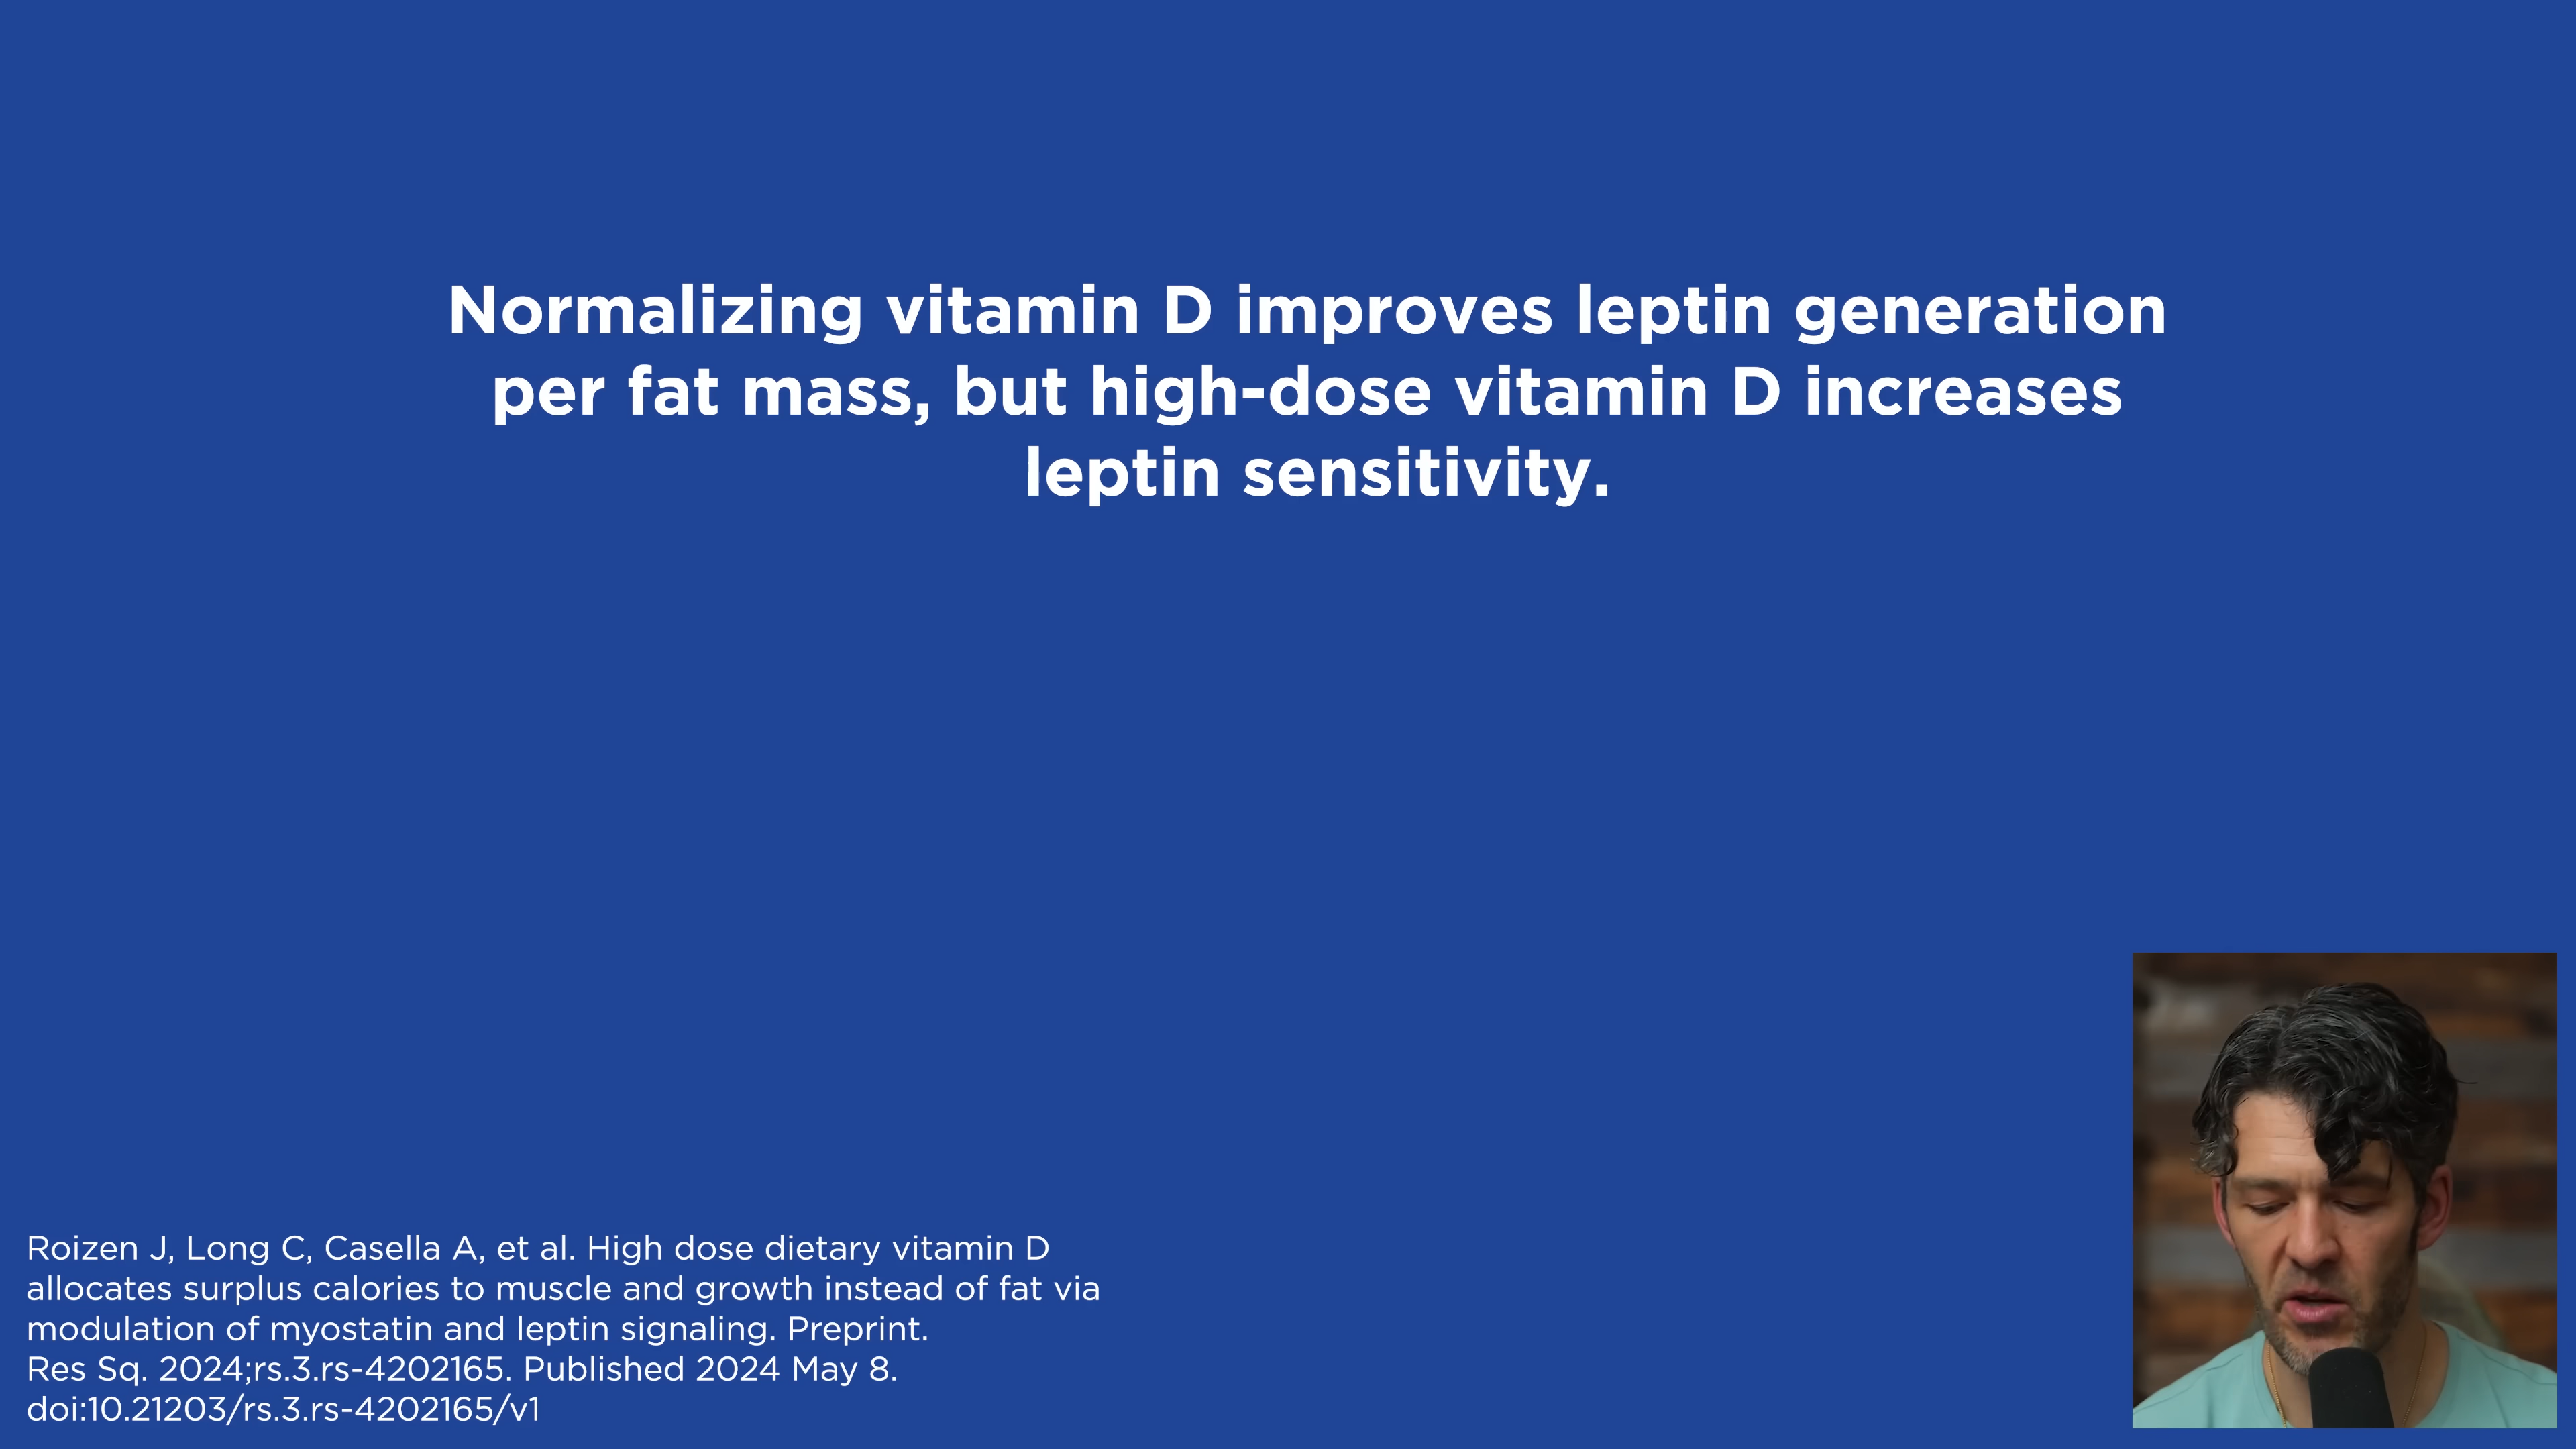 Normalizing vitamin D improves leptin generation
per fat mass, but high-dose vitamin D increases
leptin sensitivity.
Roizen J, Long C, Casella A, et al. High dose dietary vitamin D
allocates surplus calories to muscle and growth instead of fat via
modulation of myostatin and leptin signaling. Preprint.
Res Sq. 2024;rs.3.rs-4202165. Published 2024 May 8.
doi:10.21203/rs.3.rs-4202165/v1